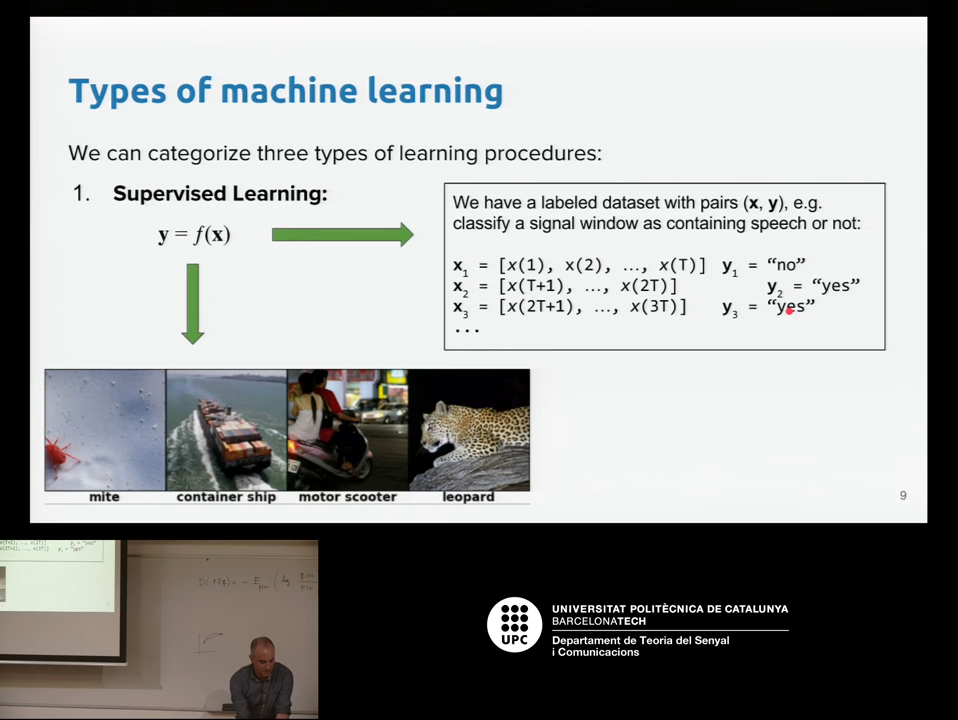 Types of machine learning
We can categorize three types of learning procedures:
1. Supervised Learning:
y = f(x)
We have a labeled dataset with pairs (x, y), e.g.
classify a signal window as containing speech or not:
x1 = [x(1), x(2), …, x(T)] y1 = “no”
x2 = [x(T+1), …, x(2T)] y2 = “yes”
x3 = [x(2T+1), …, x(3T)] y3 = “yes”
...
mite
container ship
motor scooter
leopard
9
UPC
UNIVERSITAT POLITÈCNICA DE CATALUNYA
BARCELONATECH
Departament de Teoria del Senyal
i Comunicacions